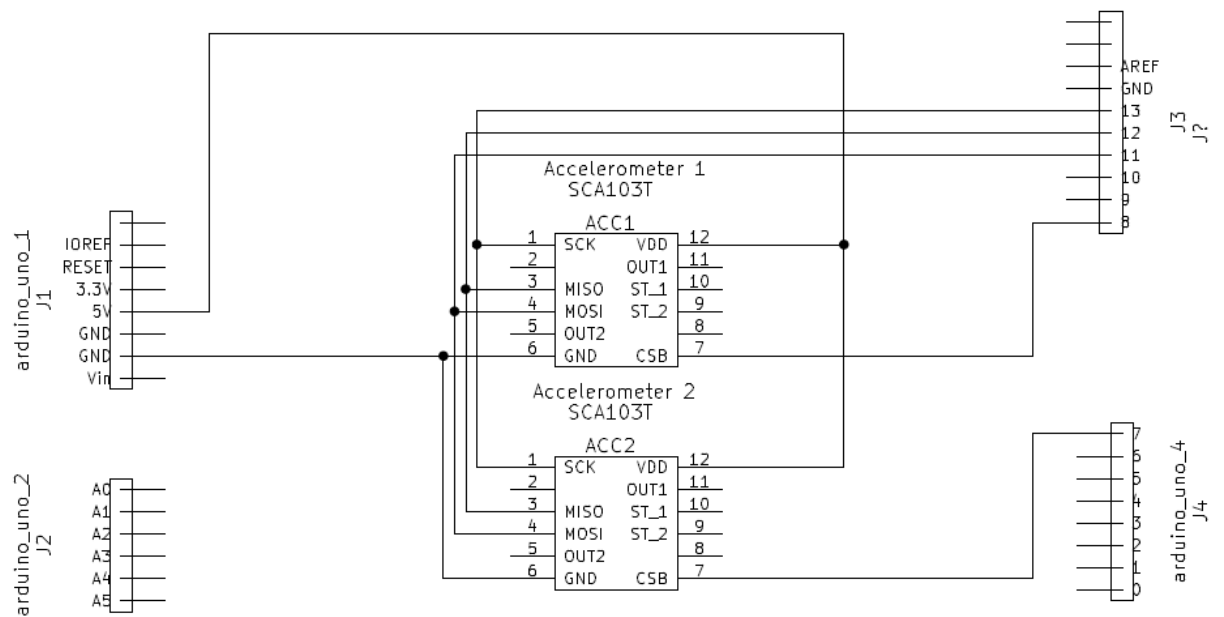 AREF
GND
13
12
11
10
9
8
J3
J?
Accelerometer 1
SCA103T
ACC1
1 SCK VDD 12
2 OUT1 11
3 MISO ST_1 10
4 MOSI ST_2 9
5 OUT2 8
6 GND CSB 7
arduino_uno_1
J1
IOREF
RESET
3.3V
5V
GND
GND
Vin
Accelerometer 2
SCA103T
ACC2
1 SCK VDD 12
2 OUT1 11
3 MISO ST_1 10
4 MOSI ST_2 9
5 OUT2 8
6 GND CSB 7
arduino_uno_2
J2
A0
A1
A2
A3
A4
A5
7
6
5
4
3
2
1
0
arduino_uno_4
J4